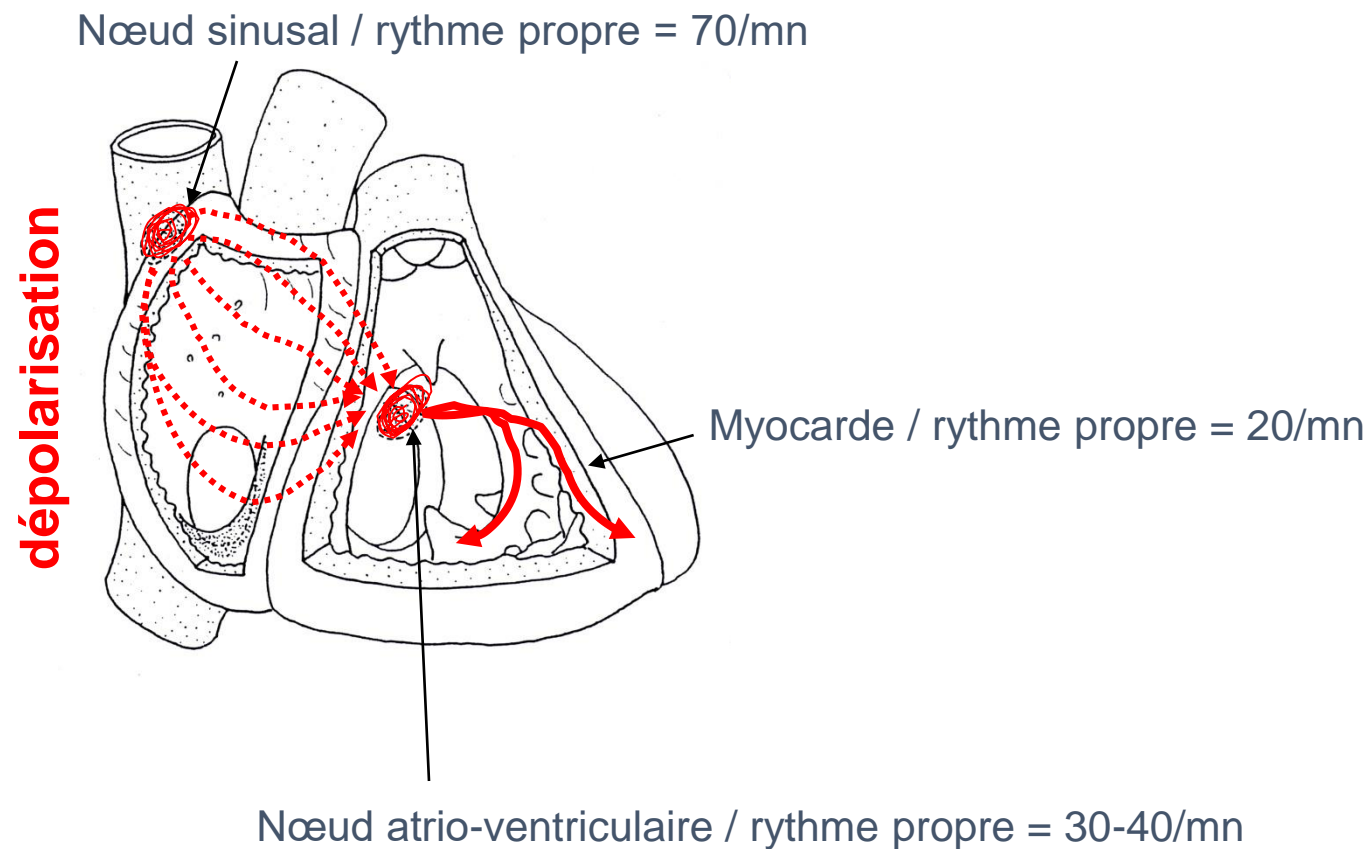 Nœud sinusal / rythme propre = 70/mn
dépolarisation
Myocarde / rythme propre = 20/mn
Nœud atrio-ventriculaire / rythme propre = 30-40/mn